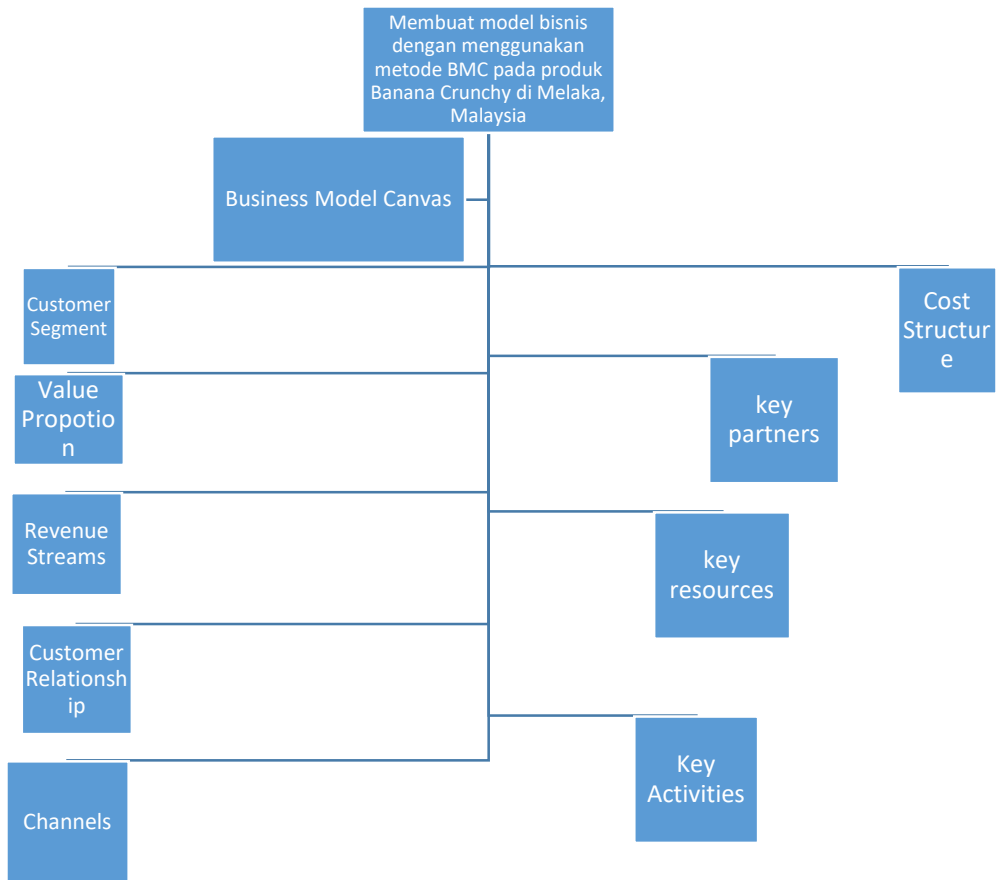 Membuat model bisnis
dengan menggunakan
metode BMC pada produk
Banana Crunchy di Melaka,
Malaysia
Business Model Canvas
Customer
Segment
Cost
Structur
e
Value
Propotio
n
key
partners
Revenue
Streams
key
resources
Customer
Relationsh
ip
Key
Activities
Channels